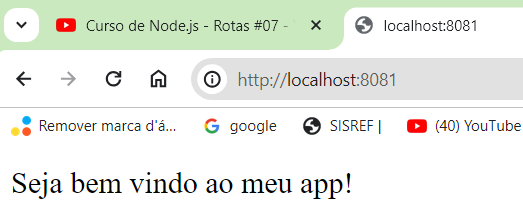 Curso de Node.js - Rotas #07 -
localhost:8081
http://localhost:8081
Remover marca d'á... google SISREF | (40) YouTube
Seja bem vindo ao meu app!